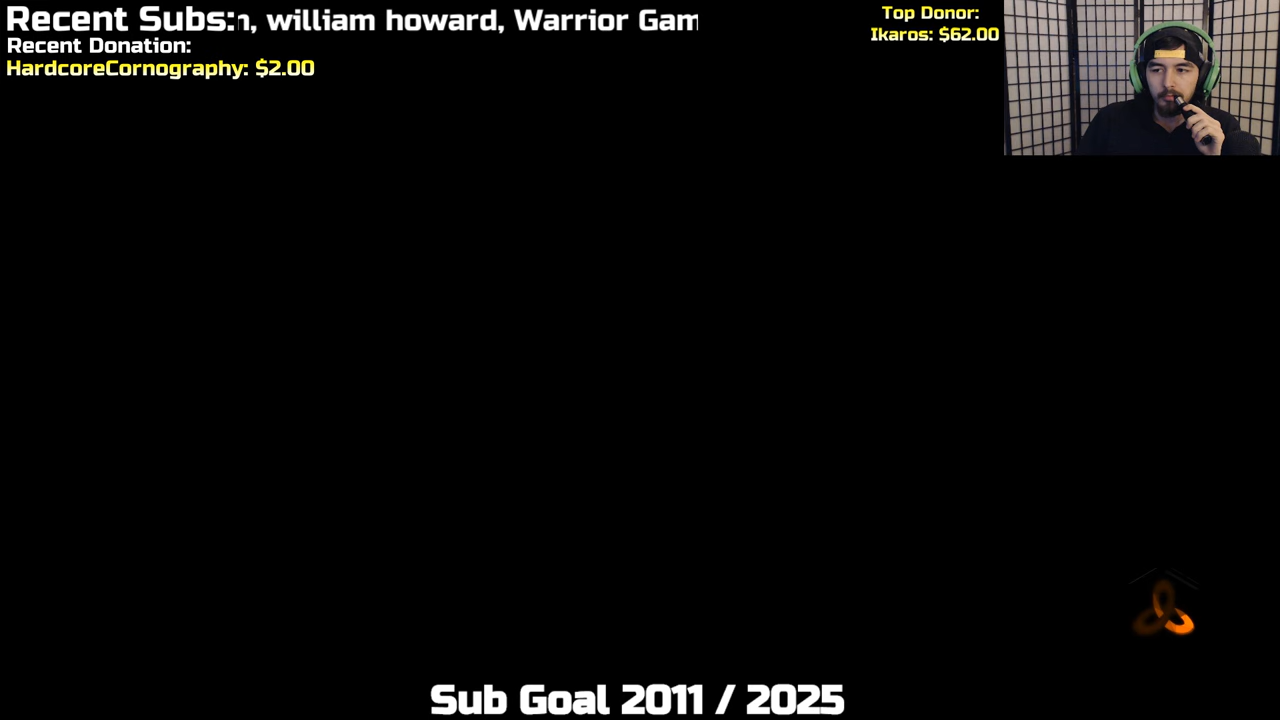 Recent Subs: n, william howard, Warrior Gam
Recent Donation:
HardcoreCornography: $2.00
Top Donor:
Ikaros: $62.00
Sub Goal 2011 / 2025